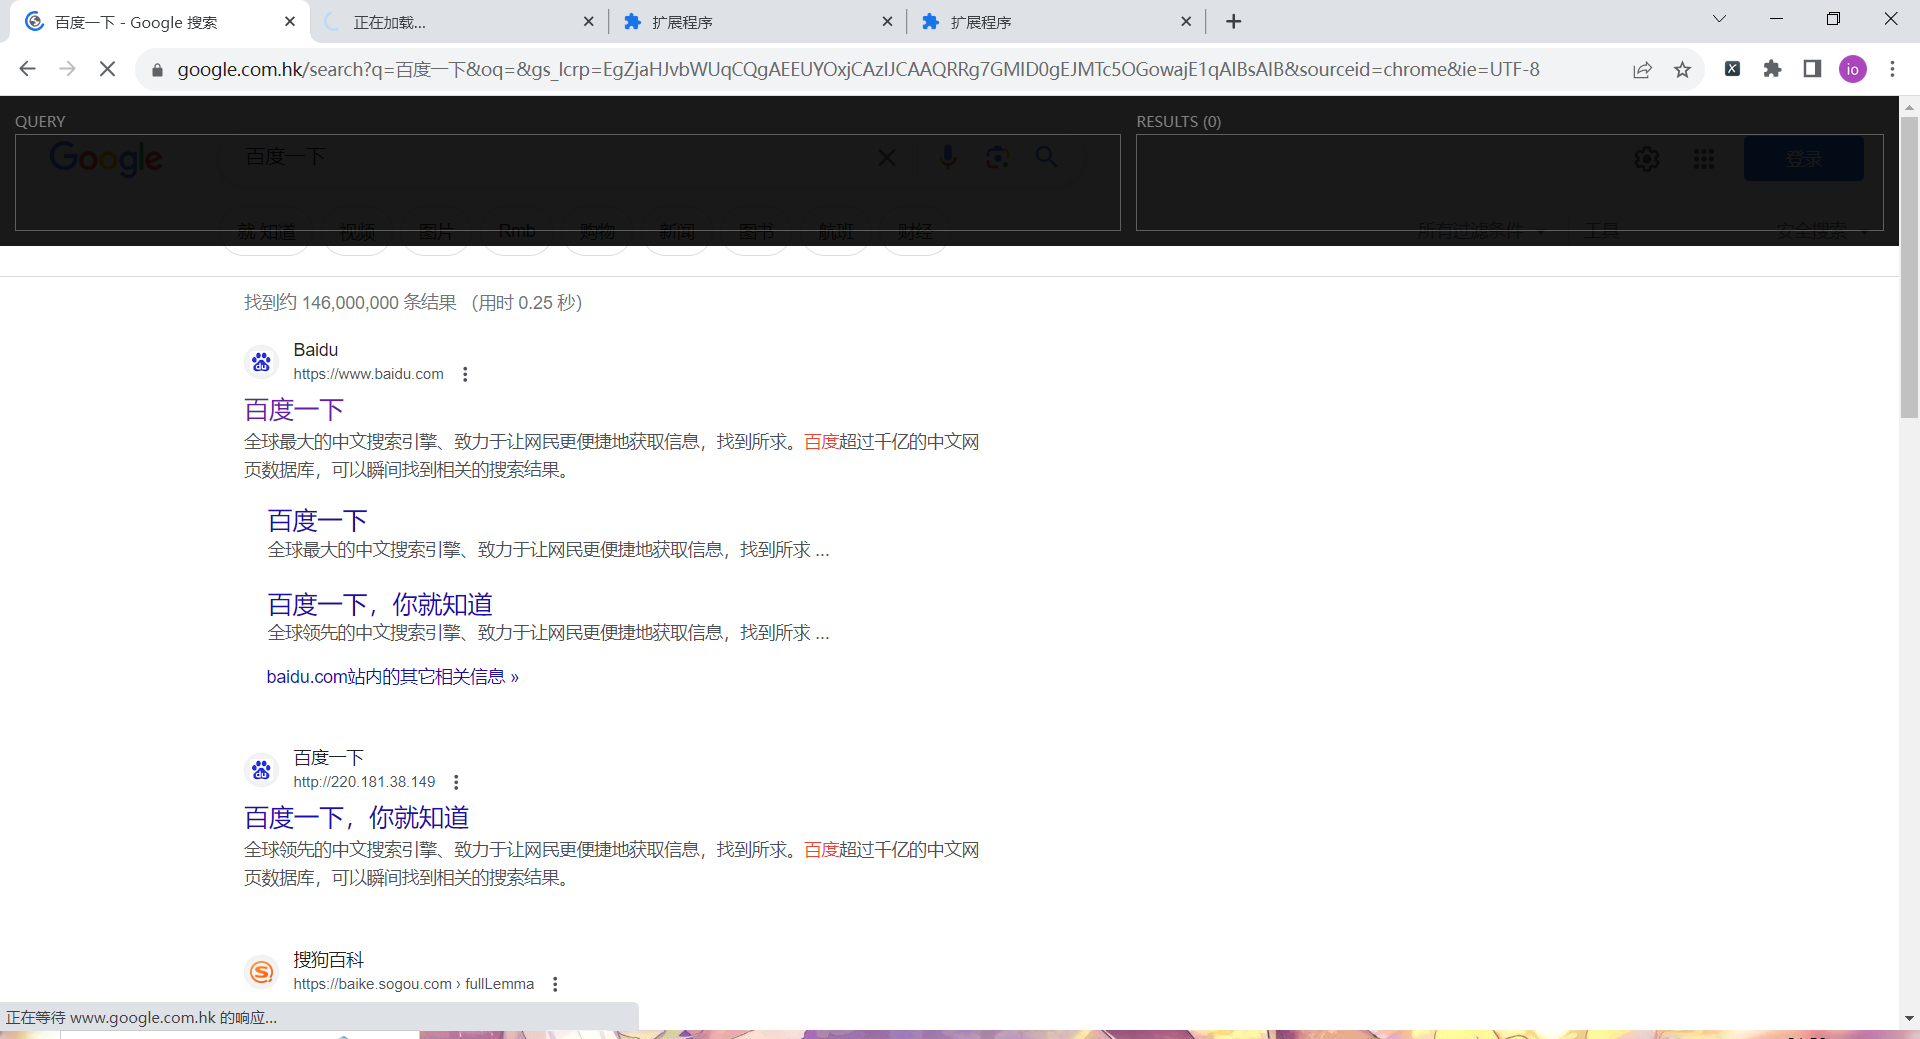 百度一下 - Google 搜索
正在加载...
扩展程序
扩展程序
google.com.hk/search?q=百度一下&oq=&gs_lcrp=EgZjaHJvbWUqCQgAEEUYOxjCAzIJCAAQRRg7GMID0gEJMTc5OGowajE1qAIBsAIB&sourceid=chrome&ie=UTF-8
X
io
QUERY
RESULTS (0)
Google
百度一下
登录
就 知道
视频
图片
Rmb
购物
新闻
图书
航班
财经
所有过滤条件
工具
安全搜索
找到约 146,000,000 条结果 （用时 0.25 秒）
Baidu
https://www.baidu.com
百度一下
全球最大的中文搜索引擎、致力于让网民更便捷地获取信息，找到所求。百度超过千亿的中文网
页数据库，可以瞬间找到相关的搜索结果。
百度一下
全球最大的中文搜索引擎、致力于让网民更便捷地获取信息，找到所求 ...
百度一下，你就知道
全球领先的中文搜索引擎、致力于让网民更便捷地获取信息，找到所求 ...
baidu.com站内的其它相关信息 »
百度一下
http://220.181.38.149
百度一下，你就知道
全球领先的中文搜索引擎、致力于让网民更便捷地获取信息，找到所求。百度超过千亿的中文网
页数据库，可以瞬间找到相关的搜索结果。
搜狗百科
https://baike.sogou.com › fullLemma
正在等待 www.google.com.hk 的响应...